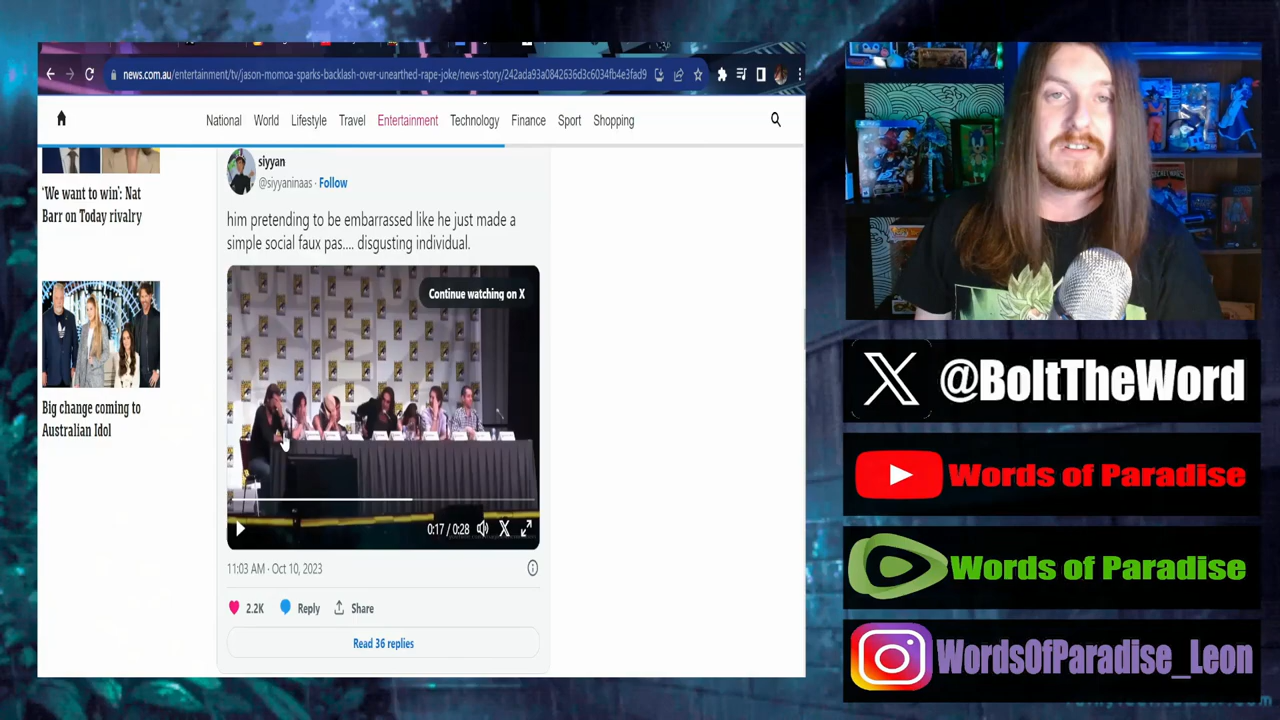 news.com.au/entertainment/tv/jason-momoa-sparks-backlash-over-unearthed-rape-joke/news-story/242ada93a0842636d3c6034fb4e3fad9
National World Lifestyle Travel Entertainment Technology Finance Sport Shopping
'We want to win': Nat
Barr on Today rivalry
Big change coming to
Australian Idol
siyyan
@siyyaninaas · Follow
him pretending to be embarrassed like he just made a
simple social faux pas.... disgusting individual.
Continue watching on X
0:17 / 0:28
11:03 AM · Oct 10, 2023
2.2K Reply Share
Read 36 replies
@BoltTheWord
Words of Paradise
Words of Paradise
WordsOfParadise_Leon